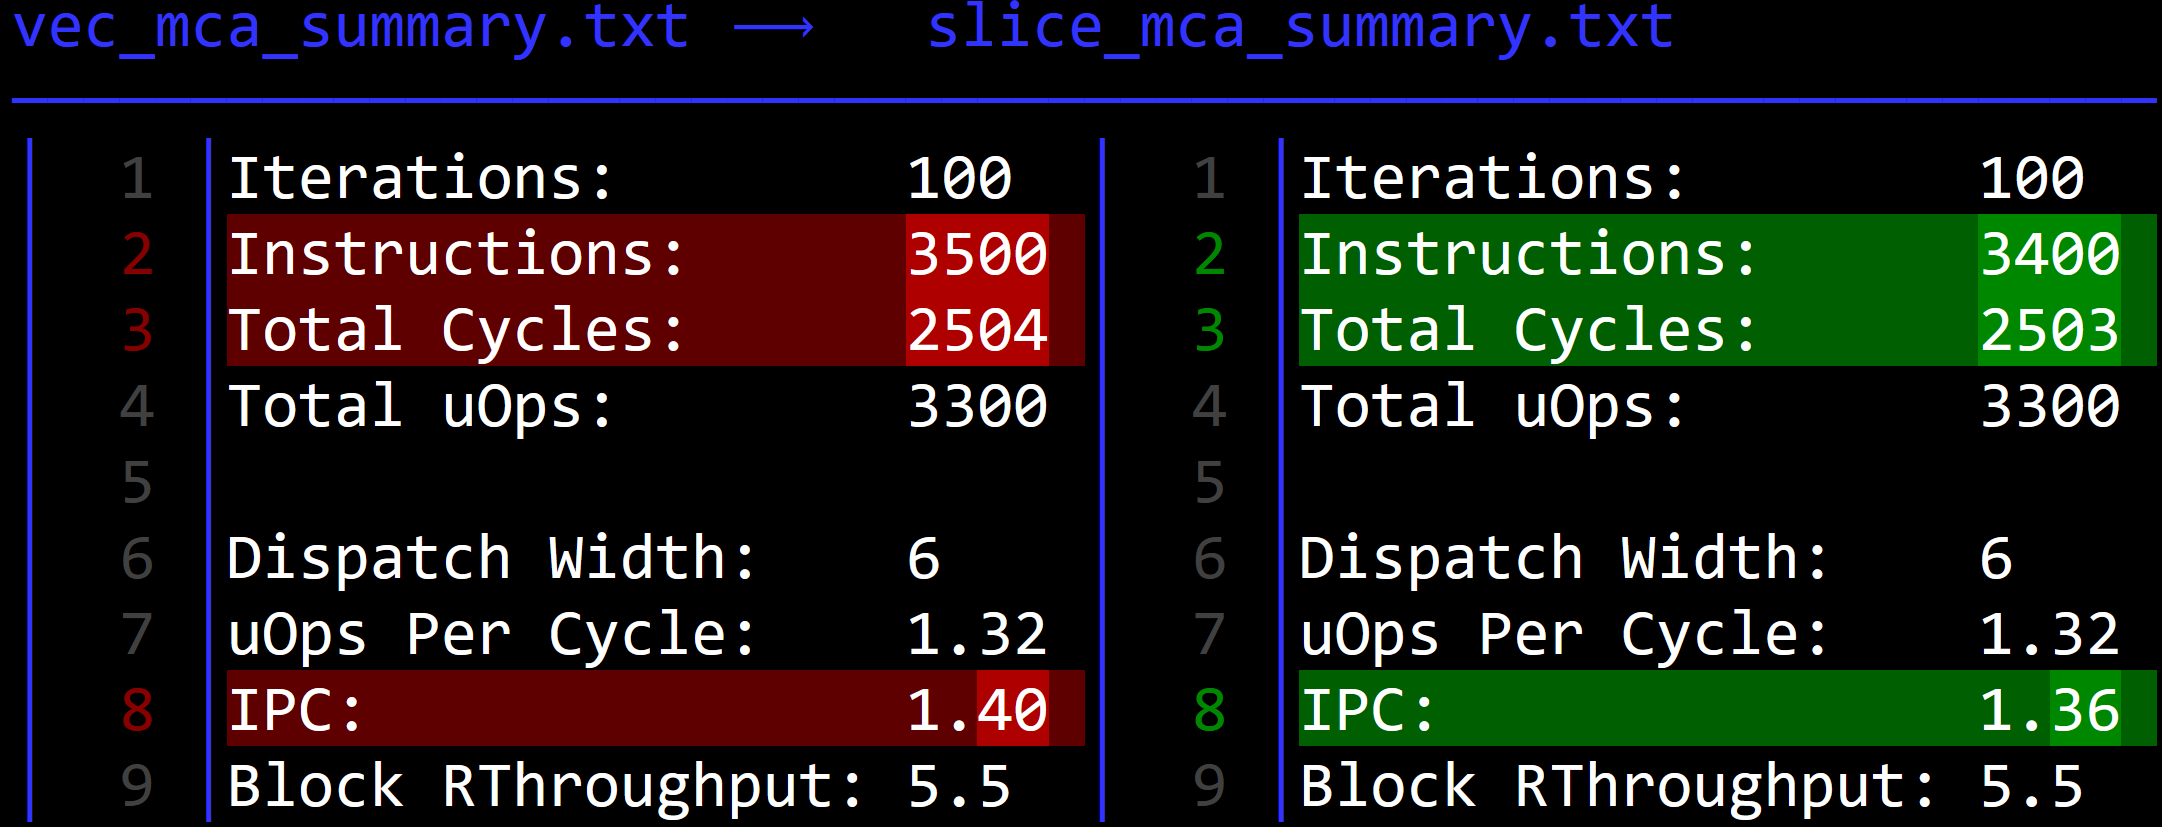 vec_mca_summary.txt ⟶ slice_mca_summary.txt
1 Iterations: 100 1 Iterations: 100
2 Instructions: 3500 2 Instructions: 3400
3 Total Cycles: 2504 3 Total Cycles: 2503
4 Total uOps: 3300 4 Total uOps: 3300
5 5
6 Dispatch Width: 6 6 Dispatch Width: 6
7 uOps Per Cycle: 1.32 7 uOps Per Cycle: 1.32
8 IPC: 1.40 8 IPC: 1.36
9 Block RThroughput: 5.5 9 Block RThroughput: 5.5